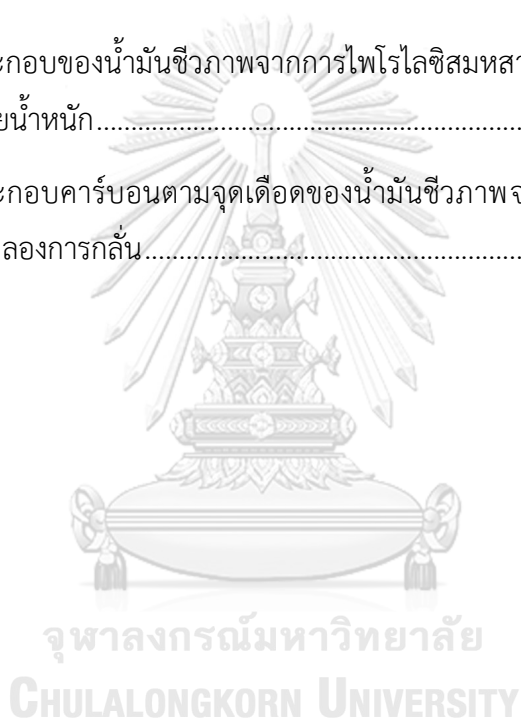 ะกอบของน้ำมันชีวภาพจากการไพโรไลซิสมหสา
ยน้ำหนัก........................................................
ะกอบคาร์บอนตามจุดเดือดของน้ำมันชีวภาพจ
ลองการกลั่น..................................................
จุฬาลงกรณ์มหาวิทยาลัย
CHULALONGKORN UNIVERSITY